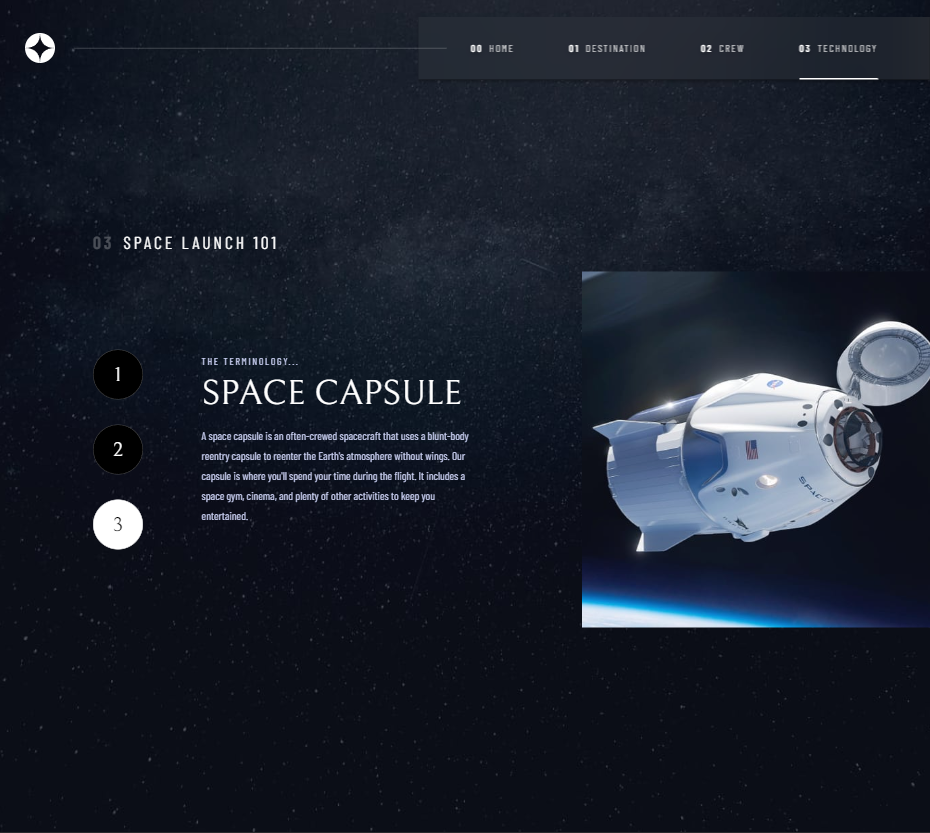 00 HOME
01 DESTINATION
02 CREW
03 TECHNOLOGY
03 SPACE LAUNCH 101
1
2
3
THE TERMINOLOGY...
SPACE CAPSULE
A space capsule is an often-crewed spacecraft that uses a blunt-body
reentry capsule to reenter the Earth's atmosphere without wings. Our
capsule is where you'll spend your time during the flight. It includes a
space gym, cinema, and plenty of other activities to keep you
entertained.
SPACEX